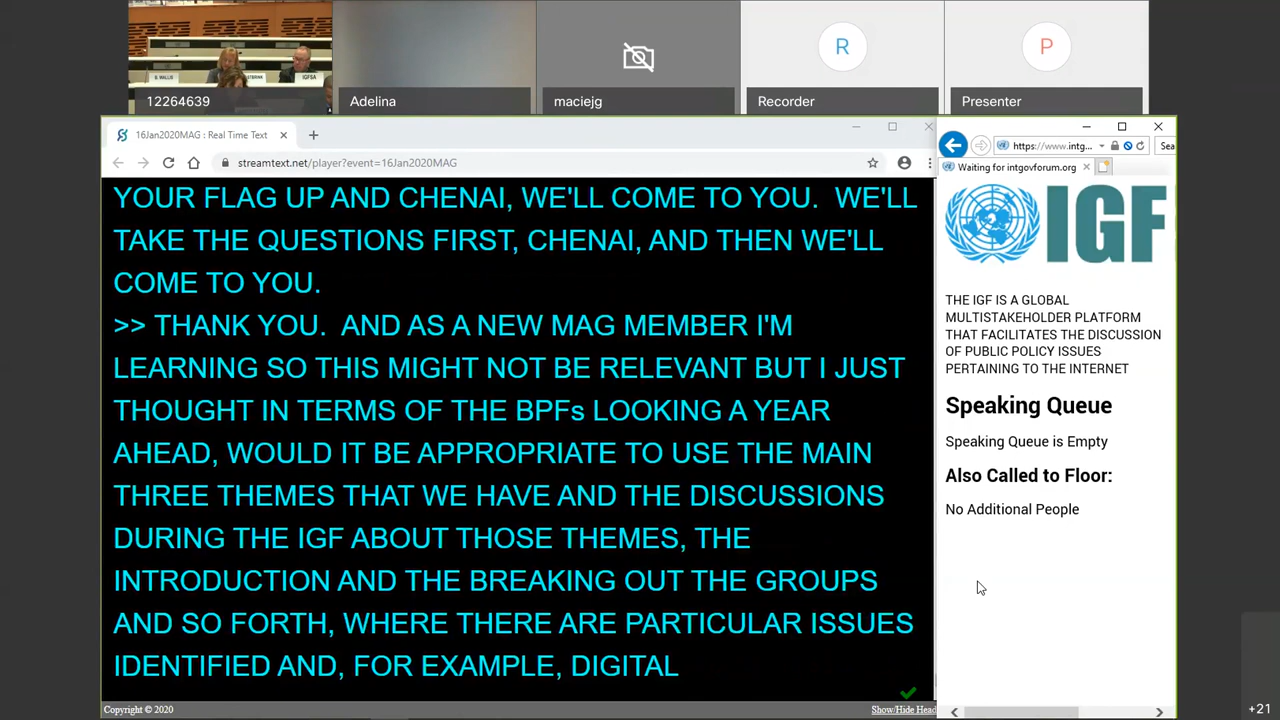 B. WALLIS
IGFSA
12264639
Adelina
maciejg
R
Recorder
P
Presenter
16Jan2020MAG : Real Time Text
streamtext.net/player?event=16Jan2020MAG
YOUR FLAG UP AND CHENAI, WE'LL COME TO YOU.  WE'LL
TAKE THE QUESTIONS FIRST, CHENAI, AND THEN WE'LL
COME TO YOU.
>> THANK YOU.  AND AS A NEW MAG MEMBER I'M
LEARNING SO THIS MIGHT NOT BE RELEVANT BUT I JUST
THOUGHT IN TERMS OF THE BPFs LOOKING A YEAR
AHEAD, WOULD IT BE APPROPRIATE TO USE THE MAIN
THREE THEMES THAT WE HAVE AND THE DISCUSSIONS
DURING THE IGF ABOUT THOSE THEMES, THE
INTRODUCTION AND THE BREAKING OUT THE GROUPS
AND SO FORTH, WHERE THERE ARE PARTICULAR ISSUES
IDENTIFIED AND, FOR EXAMPLE, DIGITAL
Copyright © 2020
Show/Hide Head
https://www.intg...
Sea
Waiting for intgovforum.org
IGF
THE IGF IS A GLOBAL
MULTISTAKEHOLDER PLATFORM
THAT FACILITATES THE DISCUSSION
OF PUBLIC POLICY ISSUES
PERTAINING TO THE INTERNET
Speaking Queue
Speaking Queue is Empty
Also Called to Floor:
No Additional People
+21